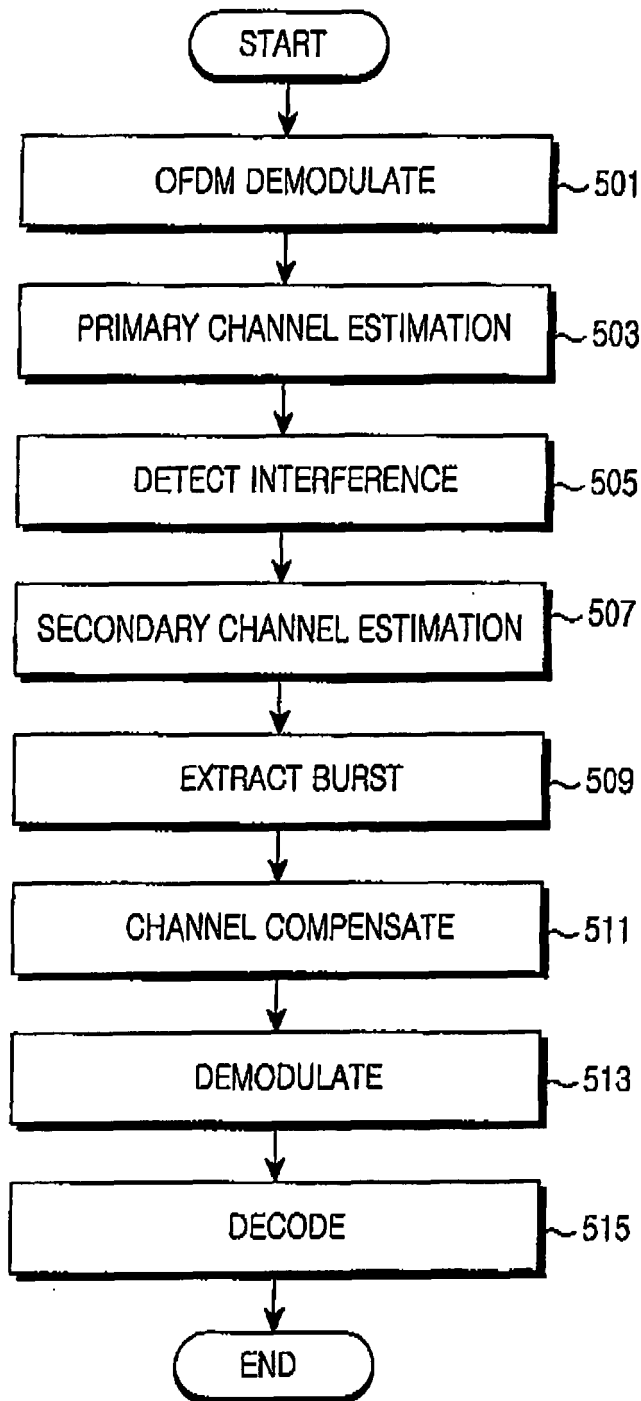 START
OFDM DEMODULATE
501
PRIMARY CHANNEL ESTIMATION
503
DETECT INTERFERENCE
505
SECONDARY CHANNEL ESTIMATION
507
EXTRACT BURST
509
CHANNEL COMPENSATE
511
DEMODULATE
513
DECODE
515
END